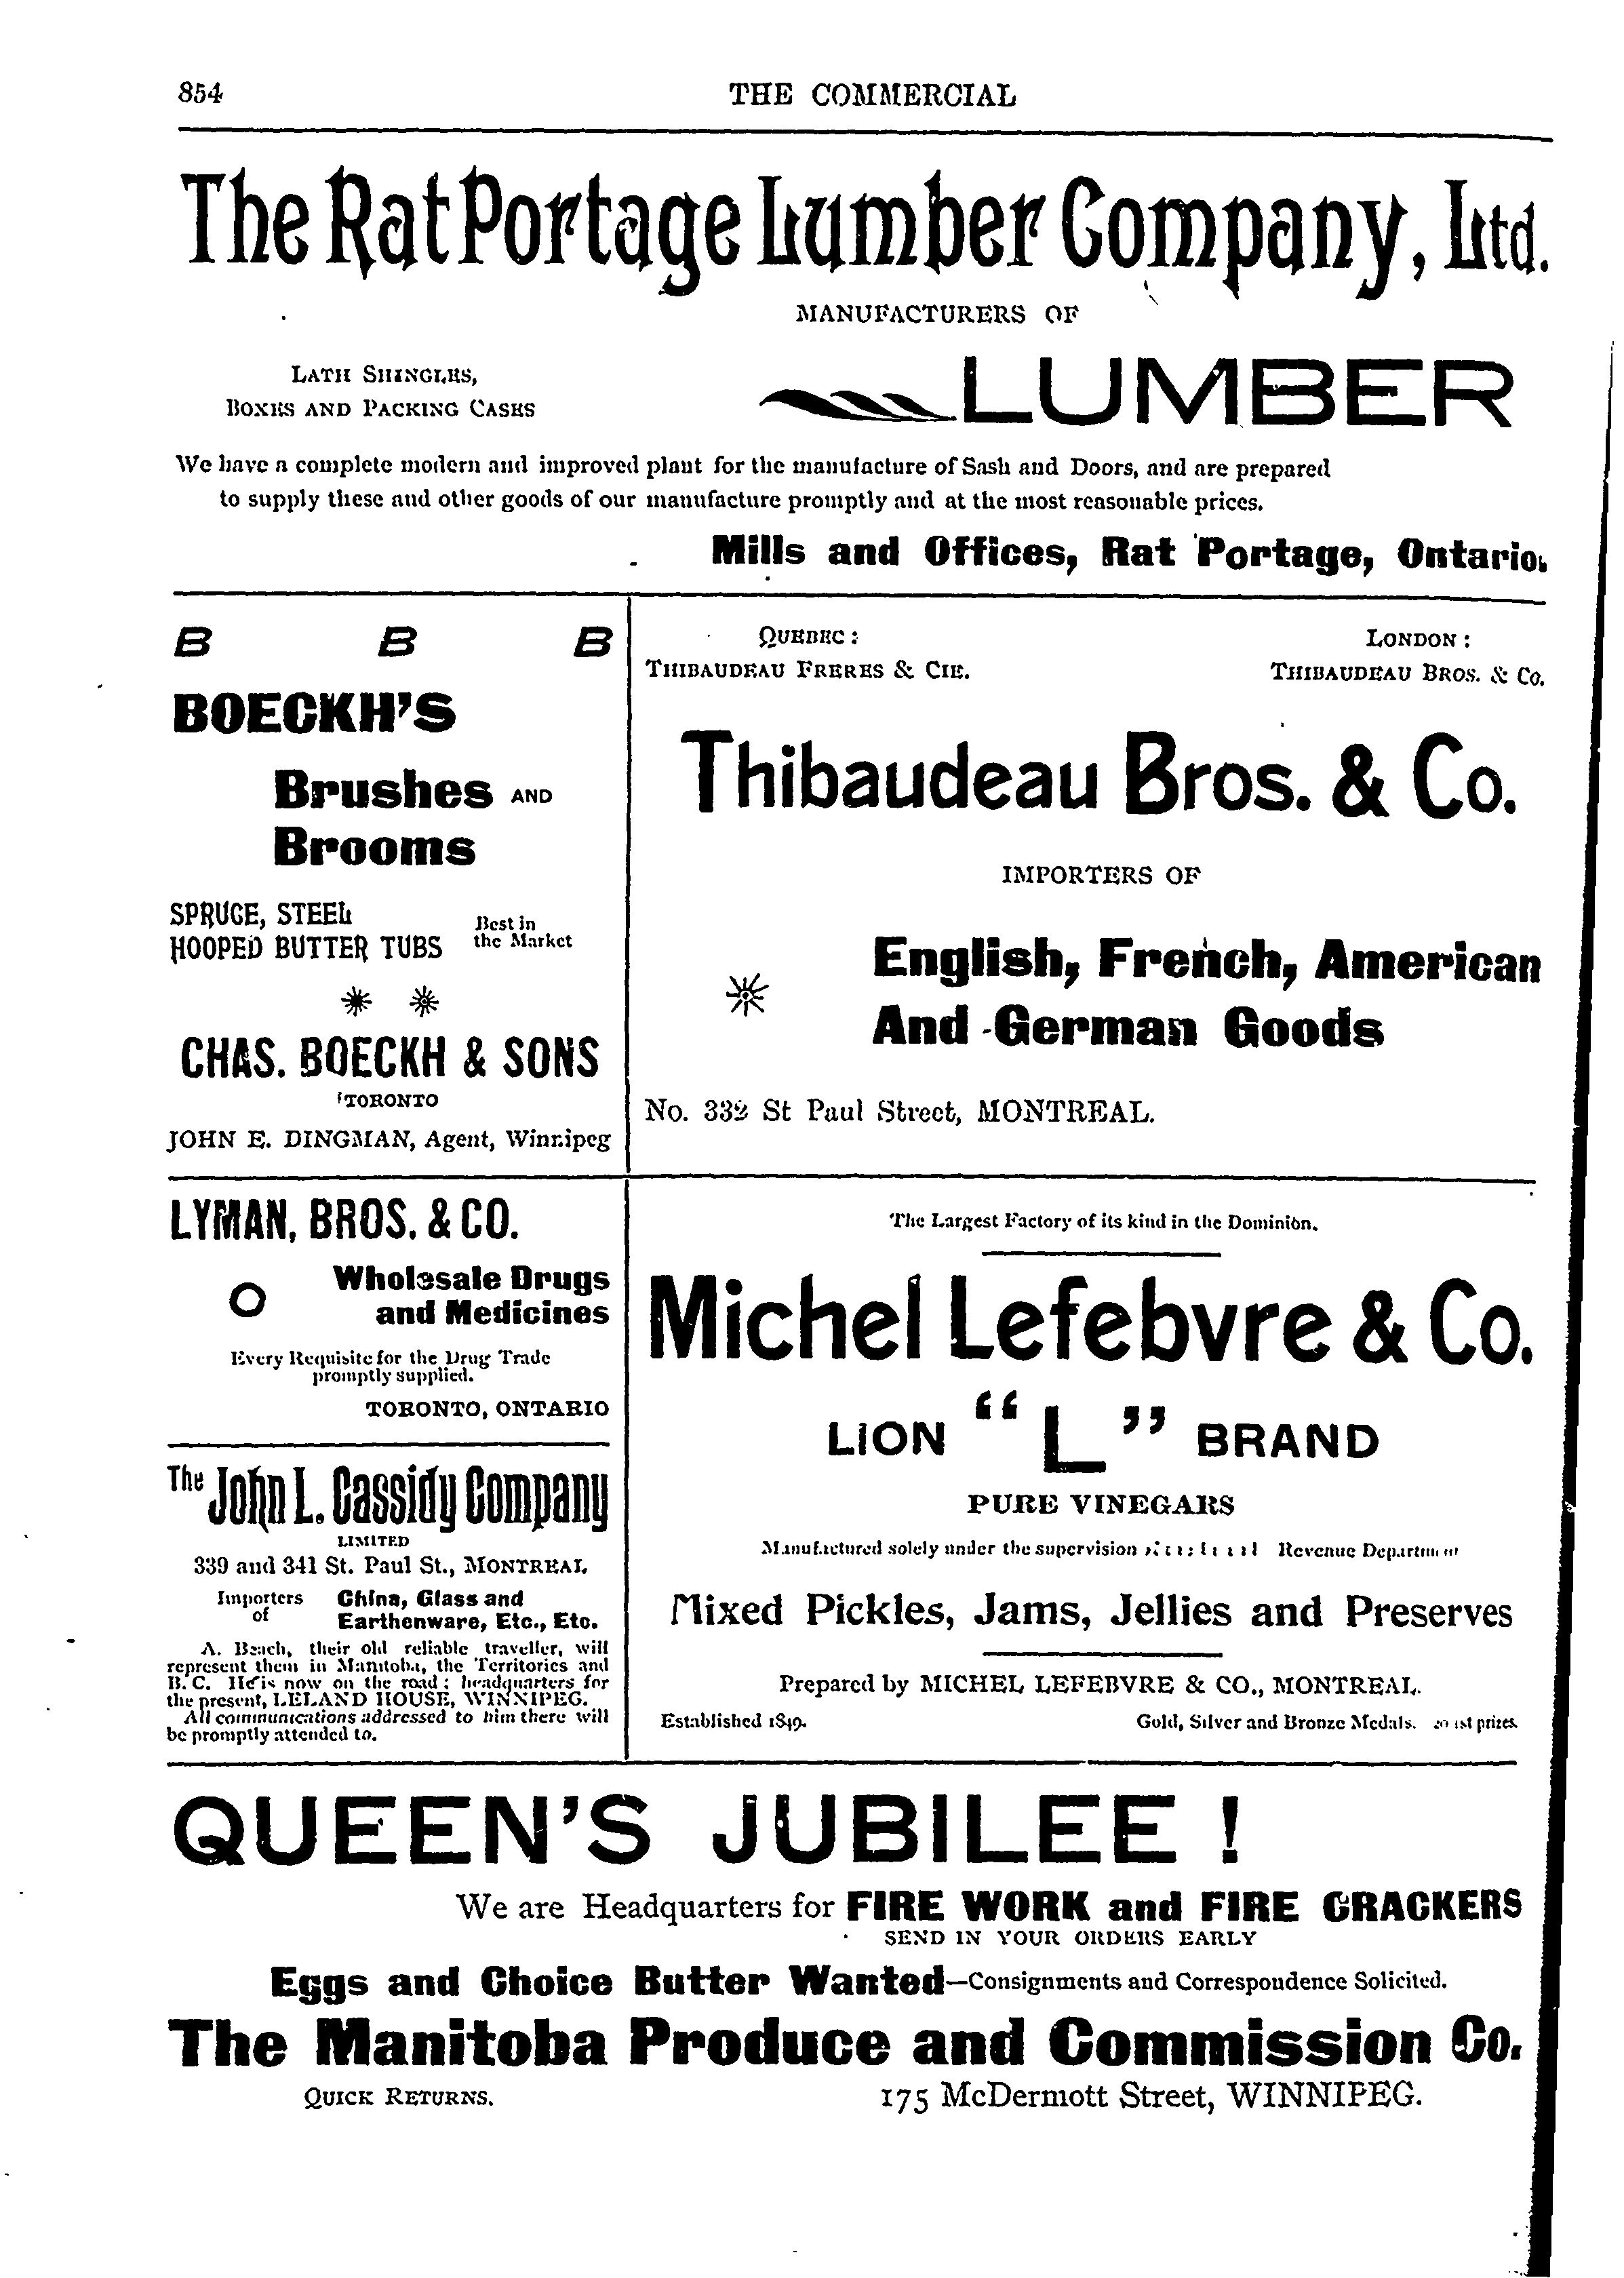 854
THE COMMERCIAL
The Rat Portage Lumber Company, Ltd.
MANUFACTURERS OF
LATH SHINGLES,
BOXES AND PACKING CASES
LUMBER
We have a complete modern and improved plant for the manufacture of Sash and Doors, and are prepared
to supply these and other goods of our manufacture promptly and at the most reasonable prices.
Mills and Offices, Rat Portage, Ontario.
B B B
BOECKH'S
Brushes AND
Brooms
SPRUCE, STEEL
HOOPED BUTTER TUBS
Best in
the Market
CHAS. BOECKH & SONS
TORONTO
JOHN E. DINGMAN, Agent, Winnipeg
QUEBEC:
THIBAUDEAU FRERES & CIE.
LONDON:
THIBAUDEAU BROS. & CO.
Thibaudeau Bros. & Co.
IMPORTERS OF
English, French, American
And German Goods
No. 332 St Paul Street, MONTREAL.
LYMAN, BROS. & CO.
Wholesale Drugs
and Medicines
Every Requisite for the Drug Trade
promptly supplied.
TORONTO, ONTARIO
The John L. Cassidy Company
LIMITED
339 and 341 St. Paul St., MONTREAL
Importers
of
China, Glass and
Earthenware, Etc., Etc.
A. Beach, their old reliable traveller, will
represent them in Manitoba, the Territories and
B.C. He is now on the road; headquarters for
the present, LELAND HOUSE, WINNIPEG.
All communications addressed to him there will
be promptly attended to.
The Largest Factory of its kind in the Dominion.
Michel Lefebvre & Co.
LION "L" BRAND
PURE VINEGARS
Manufactured solely under the supervision Revenue Department
Mixed Pickles, Jams, Jellies and Preserves
Prepared by MICHEL LEFEBVRE & CO., MONTREAL.
Established 1849.
Gold, Silver and Bronze Medals. 20 1st prizes.
QUEEN'S JUBILEE!
We are Headquarters for FIRE WORK and FIRE CRACKERS
SEND IN YOUR ORDERS EARLY
Eggs and Choice Butter Wanted—Consignments and Correspondence Solicited.
The Manitoba Produce and Commission Co.
QUICK RETURNS.
175 McDermott Street, WINNIPEG.